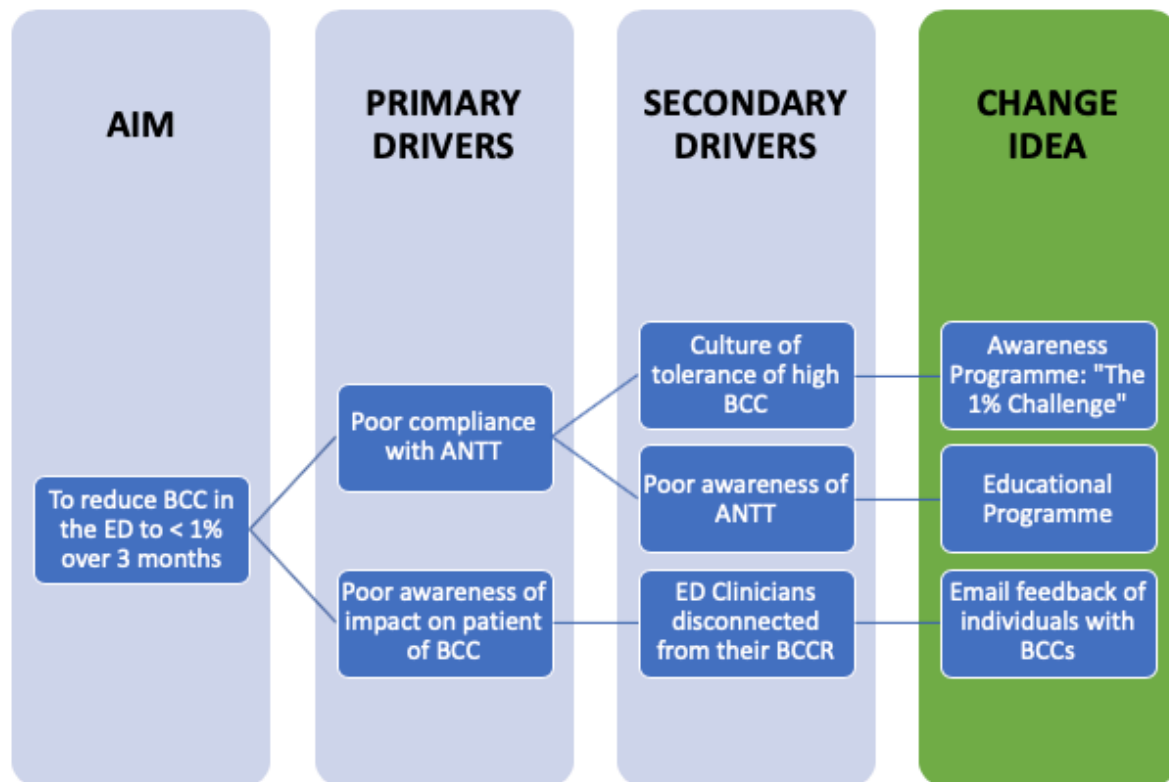 AIM
PRIMARY
DRIVERS
SECONDARY
DRIVERS
CHANGE
IDEA
To reduce BCC in
the ED to < 1%
over 3 months
Poor compliance
with ANTT
Poor awareness of
impact on patient
of BCC
Culture of
tolerance of high
BCC
Poor awareness of
ANTT
ED Clinicians
disconnected
from their BCCR
Awareness
Programme: "The
1% Challenge"
Educational
Programme
Email feedback of
individuals with
BCCs